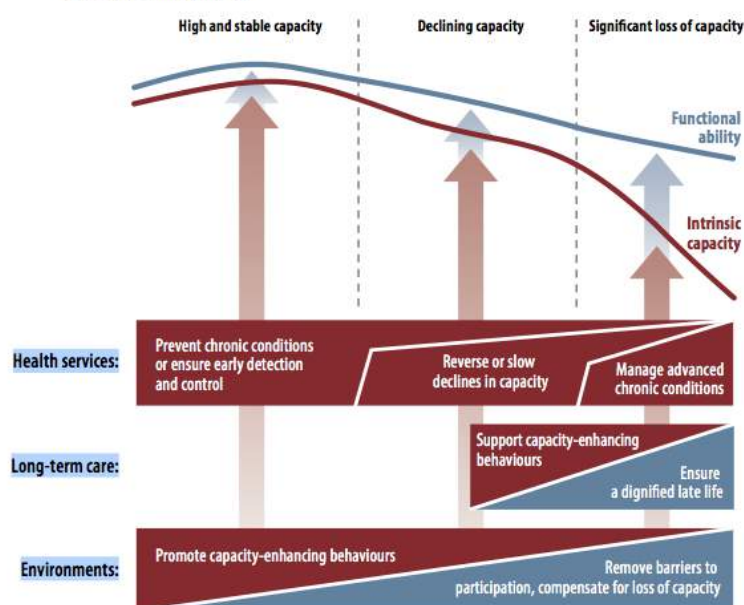 High and stable capacity
Declining capacity
Significant loss of capacity
Functional
ability
Intrinsic
capacity
Health services:
Prevent chronic conditions
or ensure early detection
and control
Reverse or slow
declines in capacity
Manage advanced
chronic conditions
Long-term care:
Support capacity-enhancing
behaviours
Ensure
a dignified late life
Environments:
Promote capacity-enhancing behaviours
Remove barriers to
participation, compensate for loss of capacity